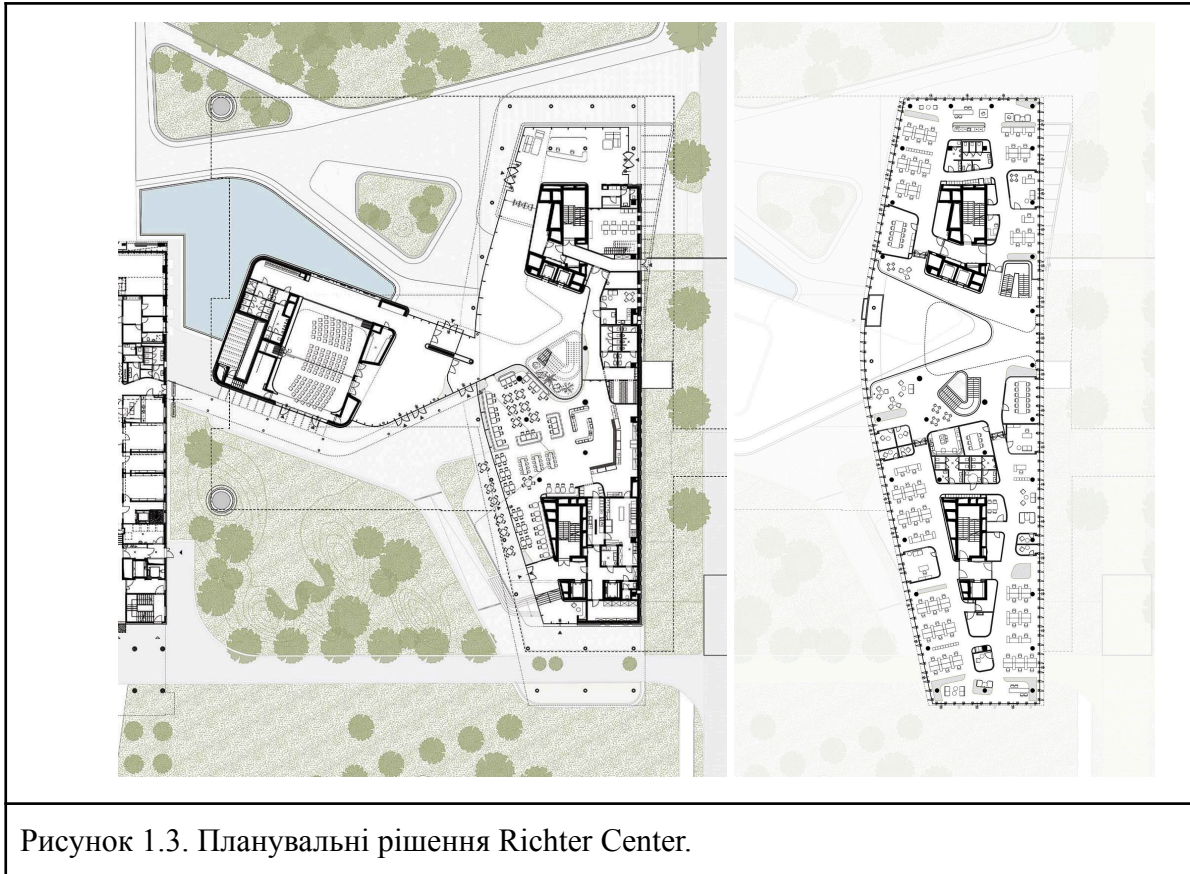 Рисунок 1.3. Планувальні рішення Richter Center.